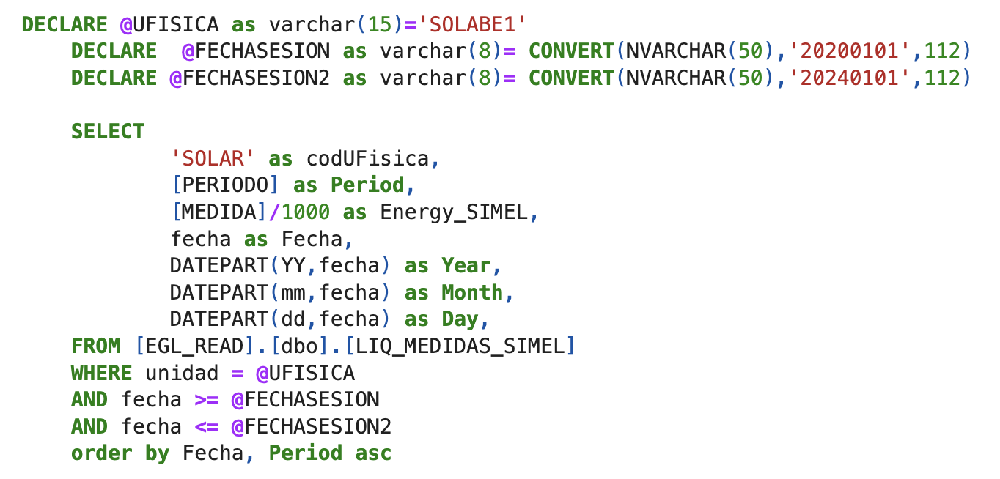 DECLARE @UFISICA as varchar(15)='SOLABE1'
DECLARE  @FECHASESION as varchar(8)= CONVERT(NVARCHAR(50),'20200101',112)
DECLARE @FECHASESION2 as varchar(8)= CONVERT(NVARCHAR(50),'20240101',112)
SELECT
'SOLAR' as codUFisica,
[PERIODO] as Period,
[MEDIDA]/1000 as Energy_SIMEL,
fecha as Fecha,
DATEPART(YY,fecha) as Year,
DATEPART(mm,fecha) as Month,
DATEPART(dd,fecha) as Day,
FROM [EGL_READ].[dbo].[LIQ_MEDIDAS_SIMEL]
WHERE unidad = @UFISICA
AND fecha >= @FECHASESION
AND fecha <= @FECHASESION2
order by Fecha, Period asc